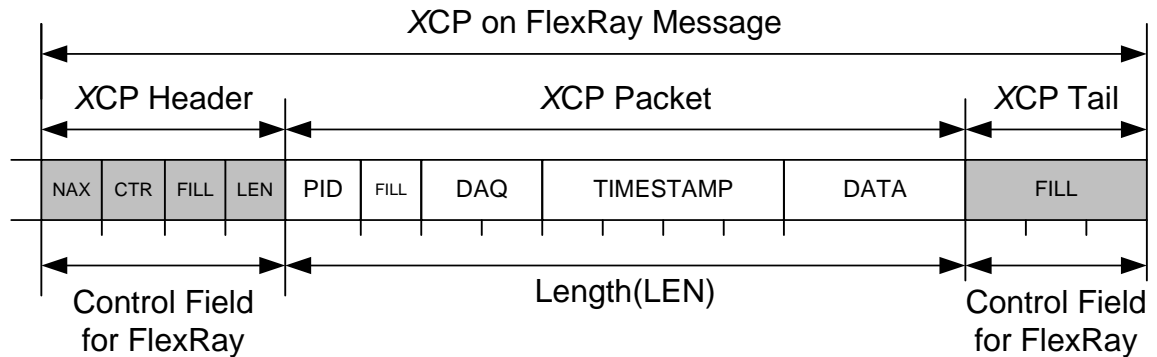 XCP on FlexRay Message
XCP Header
XCP Packet
XCP Tail
NAX CTR FILL LEN PID FILL DAQ TIMESTAMP DATA FILL
Control Field
for FlexRay
Length(LEN)
Control Field
for FlexRay